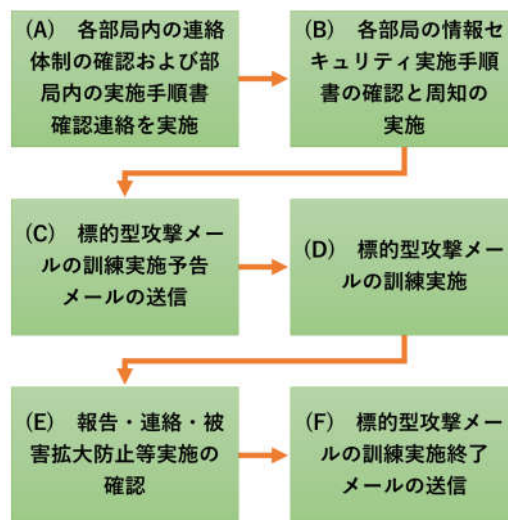 (A) 各部局内の連絡
体制の確認および部
局内の実施手順書
確認連絡を実施
(B) 各部局の情報セ
キュリティ実施手順
書の確認と周知の
実施
(C) 標的型攻撃メー
ルの訓練実施予告
メールの送信
(D) 標的型攻撃メー
ルの訓練実施
(E) 報告・連絡・被
害拡大防止等実施の
確認
(F) 標的型攻撃メー
ルの訓練実施終了
メールの送信